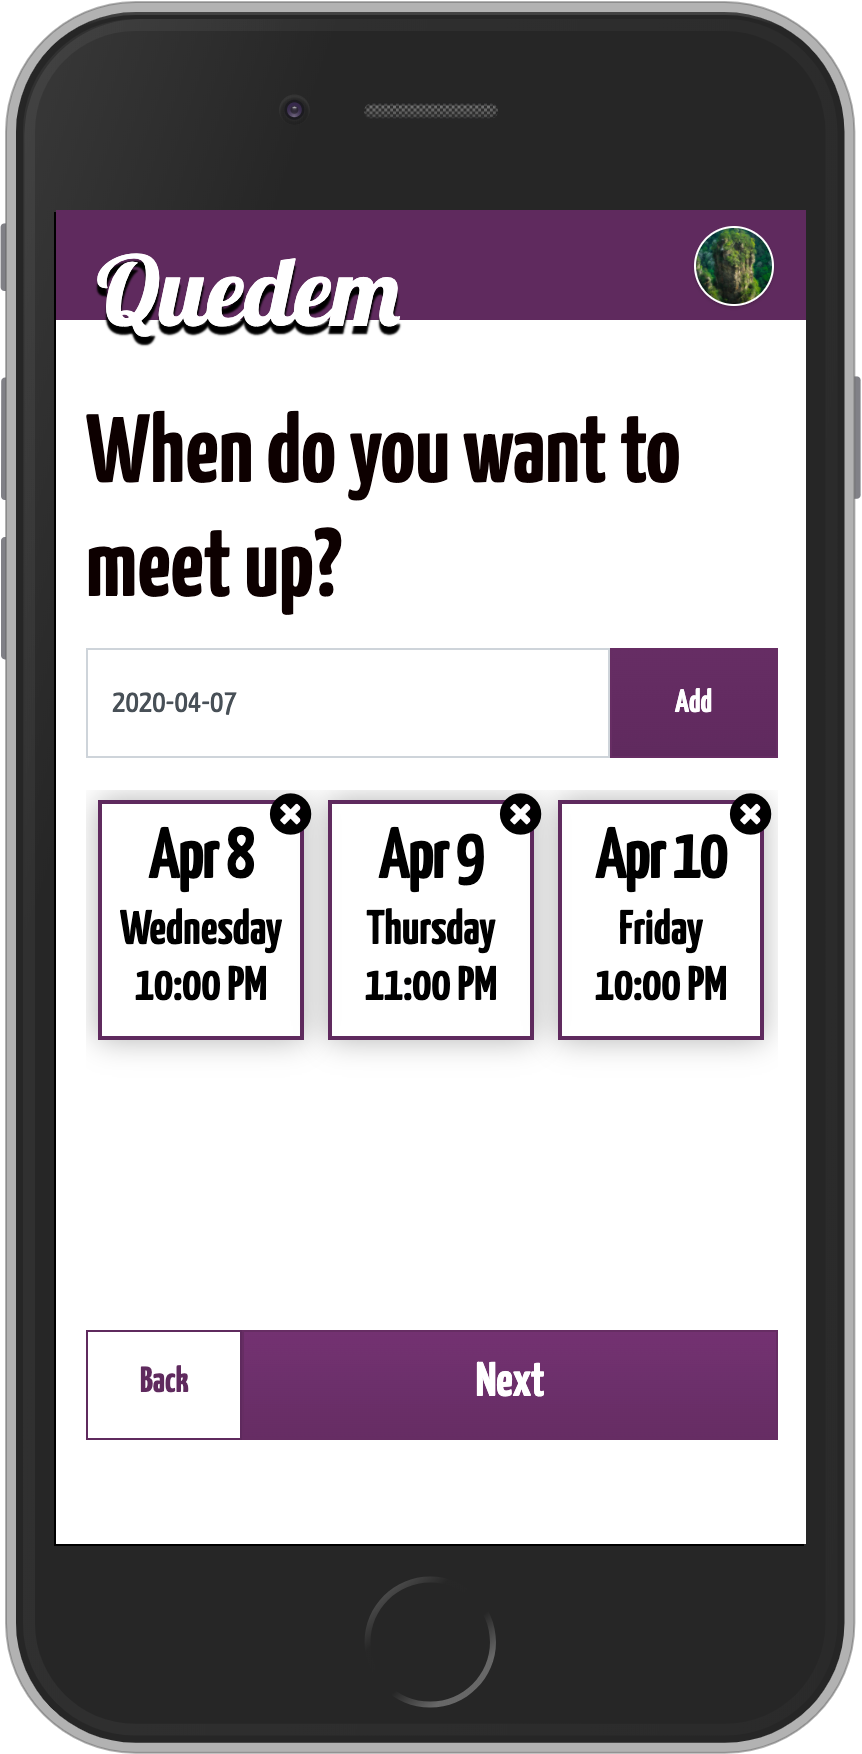 Quedem
When do you want to
meet up?
2020-04-07
Add
Apr 8
Wednesday
10:00 PM
Apr 9
Thursday
11:00 PM
Apr 10
Friday
10:00 PM
Back
Next